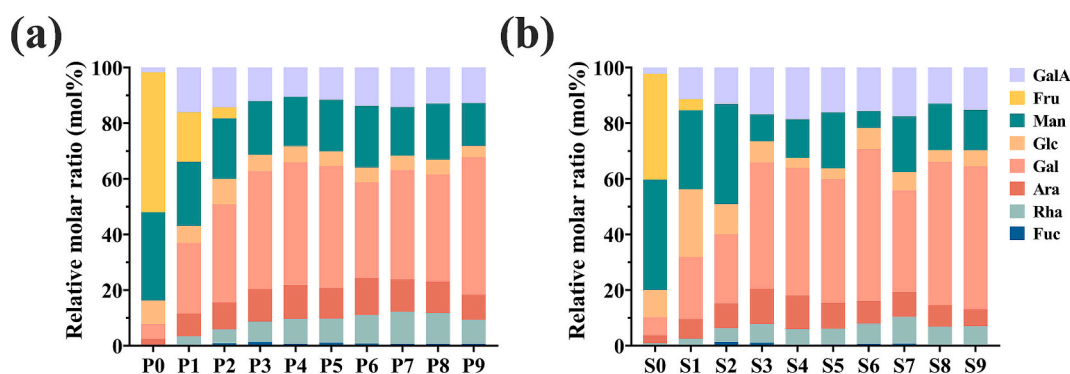 (a)
(b)
Relative molar ratio (mol%)
100
80
60
40
20
0
P0 P1 P2 P3 P4 P5 P6 P7 P8 P9
Relative molar ratio (mol%)
100
80
60
40
20
0
S0 S1 S2 S3 S4 S5 S6 S7 S8 S9
GalA
Fru
Man
Glc
Gal
Ara
Rha
Fuc